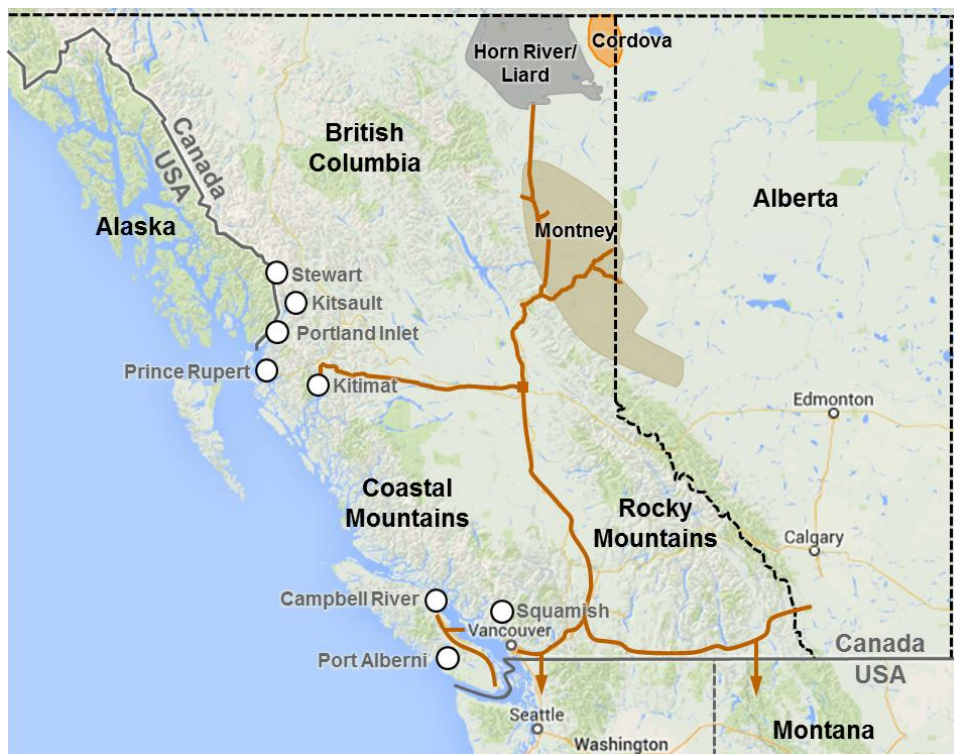 Horn River/
Liard
Cordova
Canada
USA
British
Columbia
Alaska
Alberta
Montney
Stewart
Kitsault
Portland Inlet
Prince Rupert
Kitimat
Edmonton
Coastal
Mountains
Rocky
Mountains
Calgary
Campbell River
Squamish
Vancouver
Port Alberni
Canada
USA
Seattle
Washington
Montana